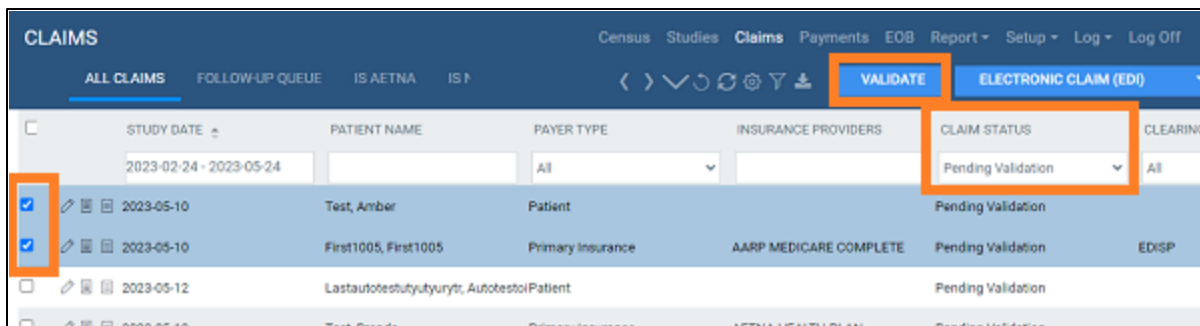 CLAIMS
Census Studies Claims Payments EOB Report Setup Log Log Off
ALL CLAIMS FOLLOW-UP QUEUE IS AETNA IS
VALIDATE ELECTRONIC CLAIM (EDI)
STUDY DATE PATIENT NAME PAYER TYPE INSURANCE PROVIDERS CLAIM STATUS CLEARING
2023-02-24 - 2023-05-24 All Pending Validation All
2023-05-10 Test, Amber Patient Pending Validation
2023-05-10 First1005, First1005 Primary Insurance AARP MEDICARE COMPLETE Pending Validation EDISP
2023-05-12 Lastautotestutyutyurytr, Autotestoi Patient Pending Validation